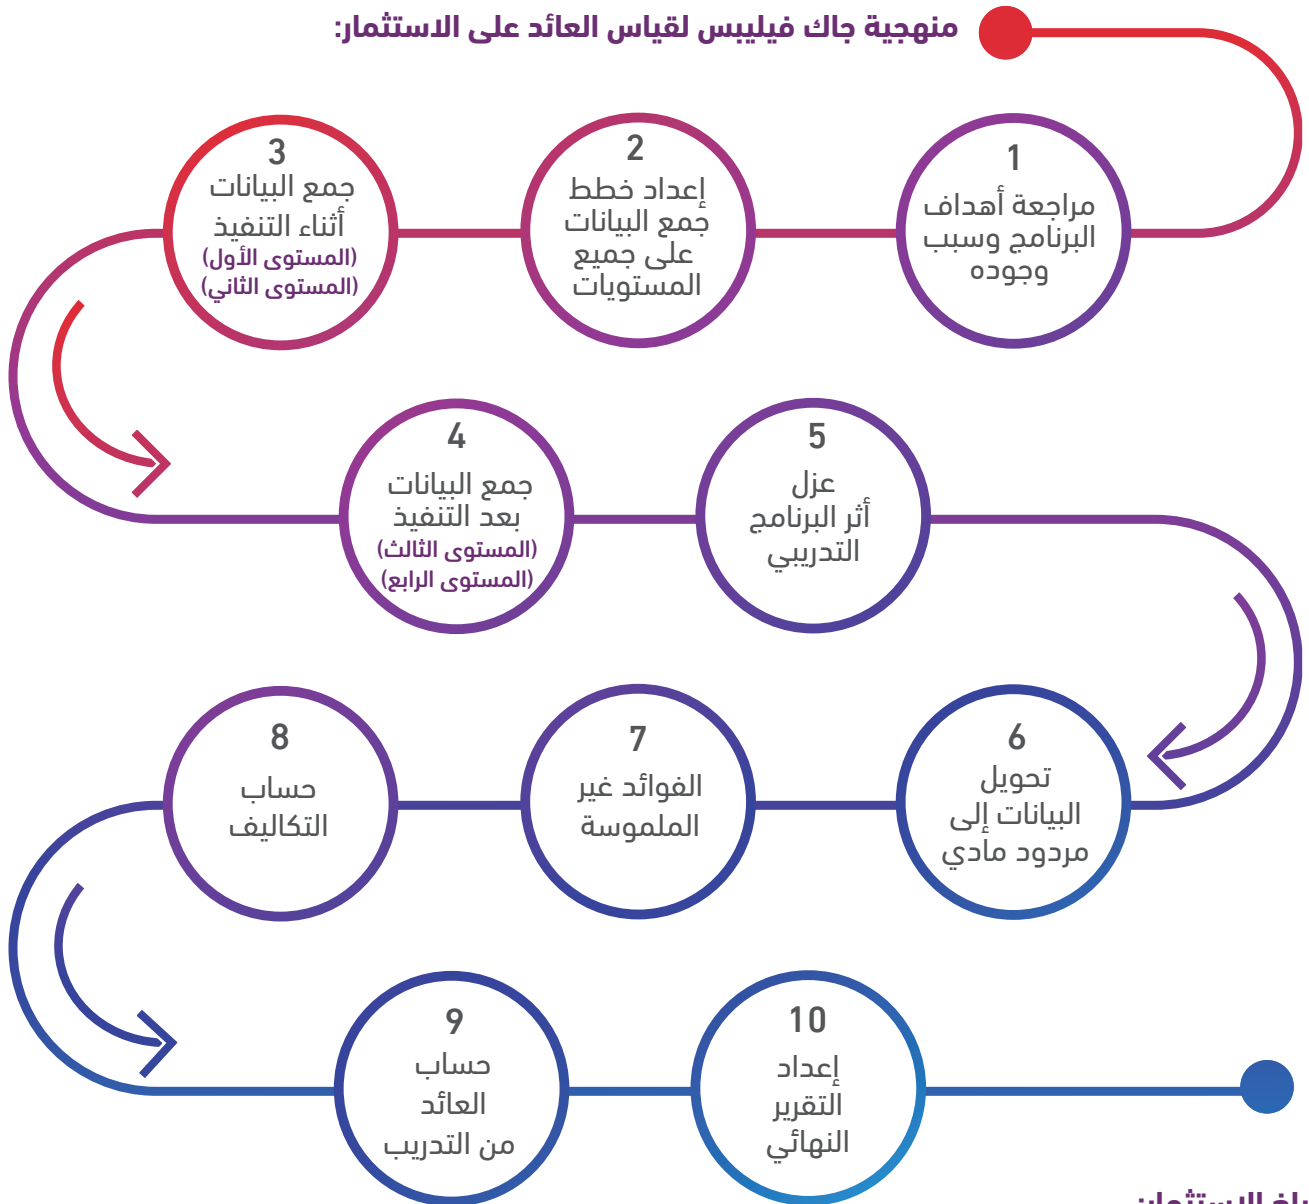 منهجية جاك فيليبس لقياس العائد على الاستثمار:
1
مراجعة أهداف
البرنامج وسبب
وجوده
2
إعداد خطط
جمع البيانات
على جميع
المستويات
3
جمع البيانات
أثناء التنفيذ
(المستوى الأول)
(المستوى الثاني)
4
جمع البيانات
بعد التنفيذ
(المستوى الثالث)
(المستوى الرابع)
5
عزل
أثر البرنامج
التدريبي
6
تحويل
البيانات إلى
مردود مادي
7
الفوائد غير
الملموسة
8
حساب
التكاليف
9
حساب
العائد
من التدريب
10
إعداد
التقرير
النهائي